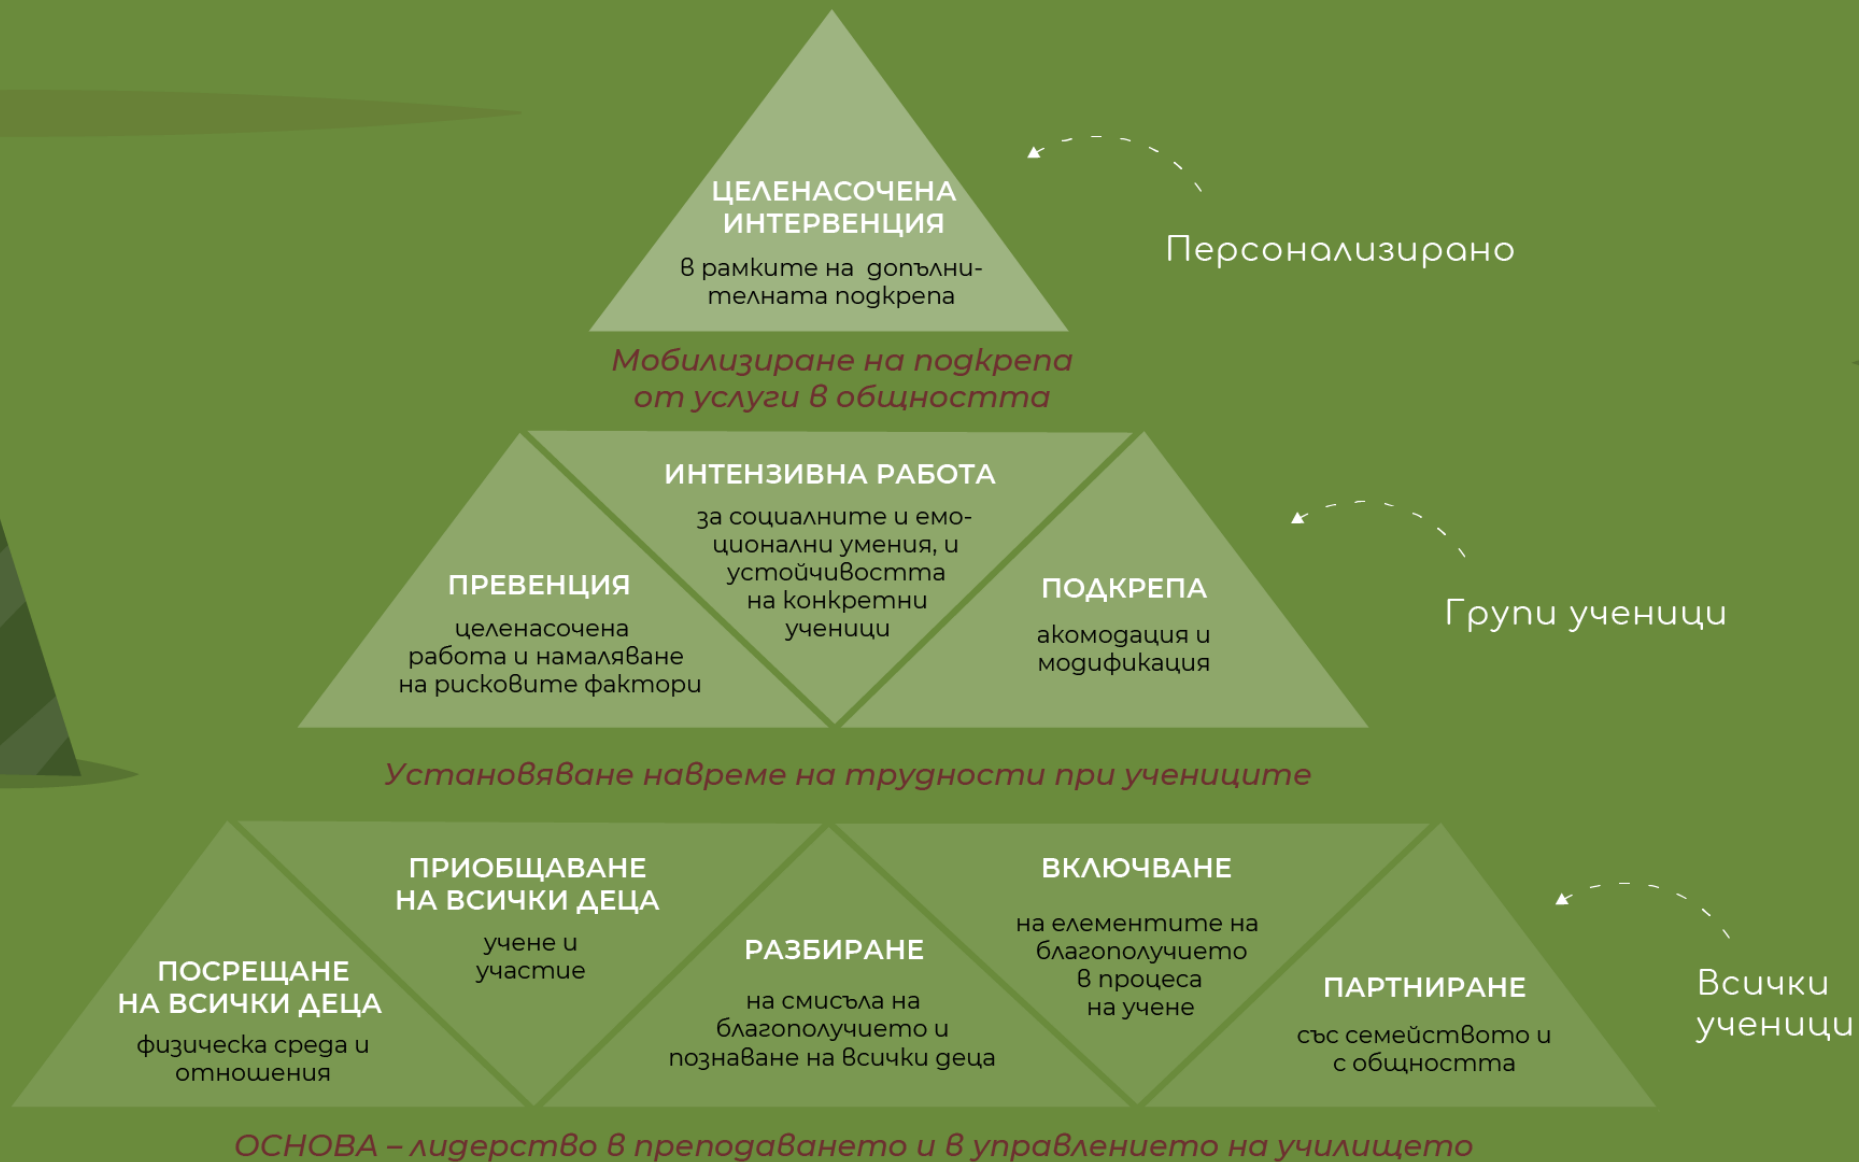 ЦЕЛЕНАСОЧЕНА
ИНТЕРВЕНЦИЯ
в рамките на допълни-
телната подкрепа
Персонализирано
Мобилизиране на подкрепа
от услуги в общността
ИНТЕНЗИВНА РАБОТА
за социалните и емо-
ционални умения, и
устойчивостта
на конкретни
ученици
ПРЕВЕНЦИЯ
целенасочена
работа и намаляване
на рисковите фактори
ПОДКРЕПА
акомодация и
модификация
Групи ученици
Установяване навреме на трудности при учениците
ПОСРЕЩАНЕ
НА ВСИЧКИ ДЕЦА
физическа среда и
отношения
ПРИОБЩАВАНЕ
НА ВСИЧКИ ДЕЦА
учене и
участие
РАЗБИРАНЕ
на смисъла на
благополучието и
познаване на всички деца
ВКЛЮЧВАНЕ
на елементите на
благополучието
в процеса
на учене
ПАРТНИРАНЕ
със семейството и
с общността
Всички
ученици
ОСНОВА – лидерство в преподаването и в управлението на училището